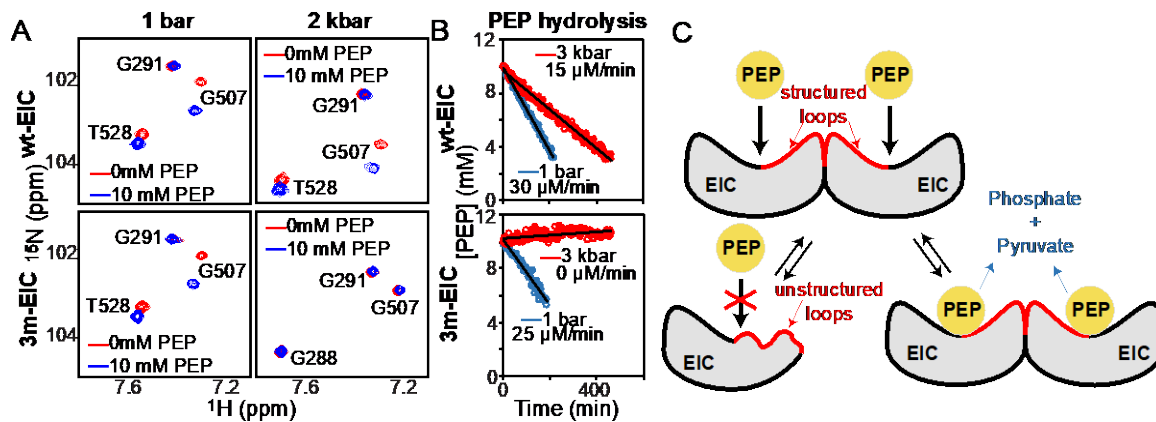 A
1 bar
2 kbar
wt-EIC
3m-EIC
¹⁵N (ppm)
102
104
G291
G507
T528
0mM PEP
10 mM PEP
0mM PEP
10 mM PEP
G291
G507
T528
102
104
G291
G507
T528
0mM PEP
10 mM PEP
7.6
7.2
0mM PEP
10 mM PEP
G291
G507
G288
7.6
7.2
¹H (ppm)
B
PEP hydrolysis
wt-EIC
3m-EIC
[PEP] (mM)
12
8
4
0
3 kbar
15 µM/min
1 bar
30 µM/min
12
8
4
0
3 kbar
0 µM/min
1 bar
25 µM/min
0
400
Time (min)
C
PEP
PEP
structured
loops
EIC
EIC
PEP
unstructured
loops
EIC
Phosphate
+
Pyruvate
PEP
PEP
EIC
EIC